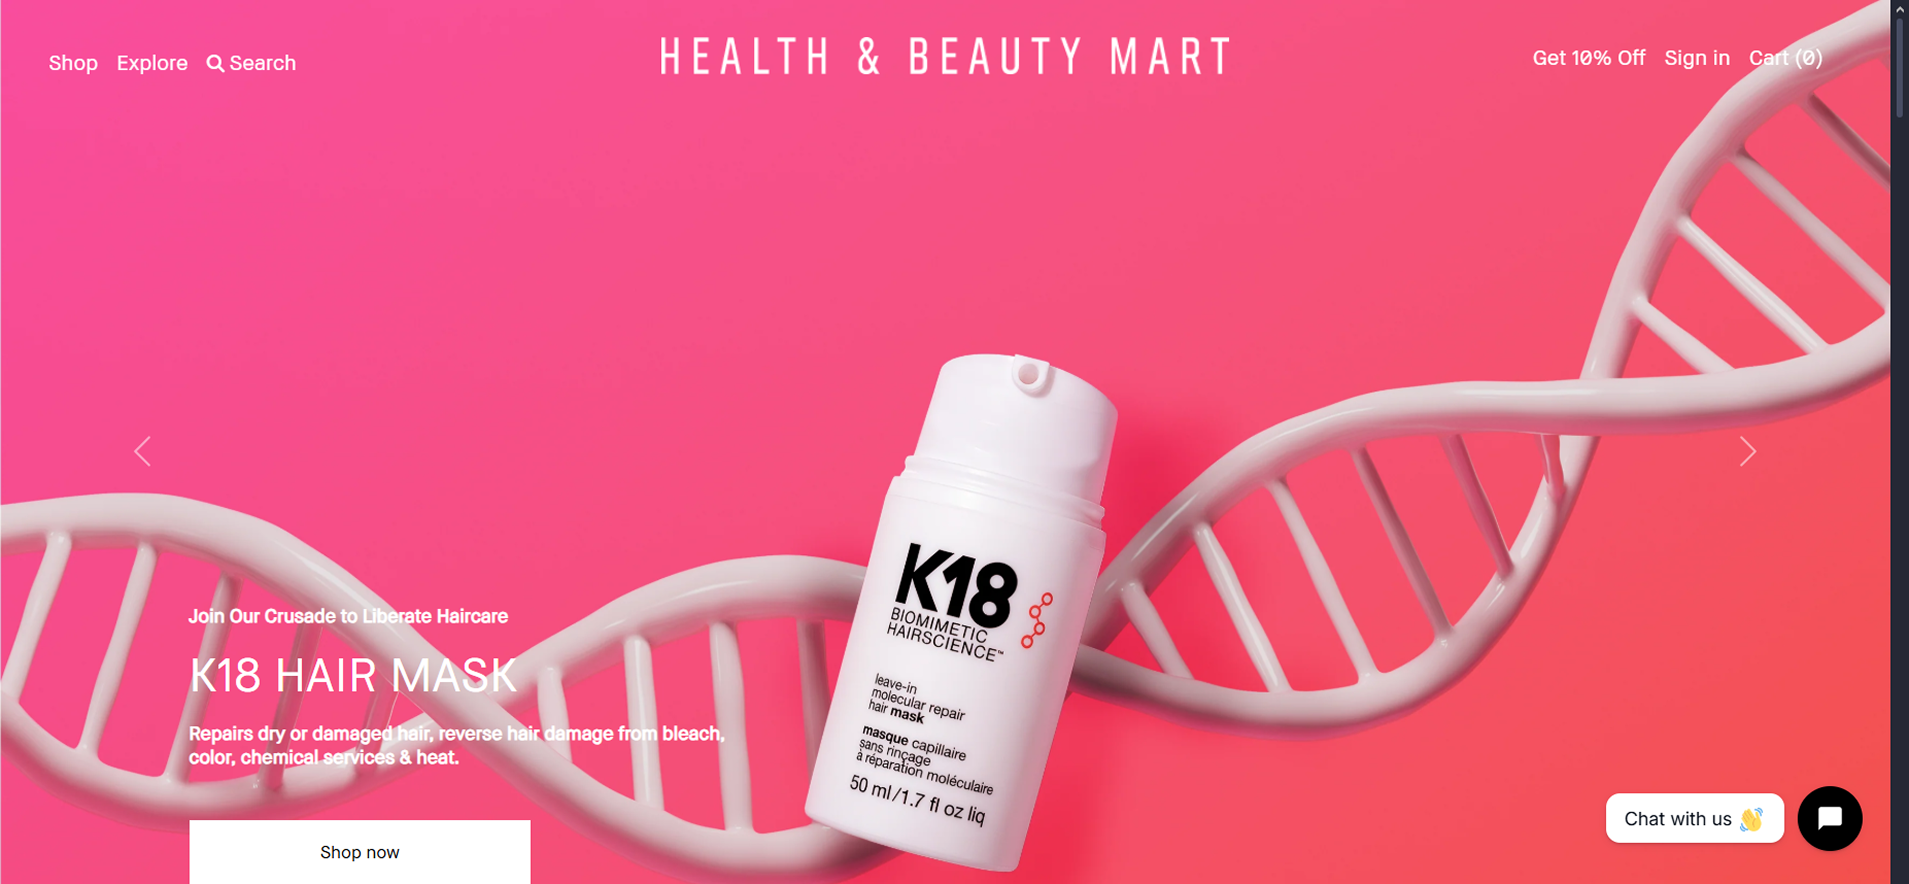 Shop Explore Search
HEALTH & BEAUTY MART
Get 10% Off Sign in Cart (0)
K18
BIOMIMETIC
HAIRSCIENCE™
leave-in
molecular repair
hair mask
masque capillaire
sans rinçage
à réparation moléculaire
50 ml/1.7 fl oz liq
Join Our Crusade to Liberate Haircare
K18 HAIR MASK
Repairs dry or damaged hair, reverse hair damage from bleach,
color, chemical services & heat.
Shop now
Chat with us 👋